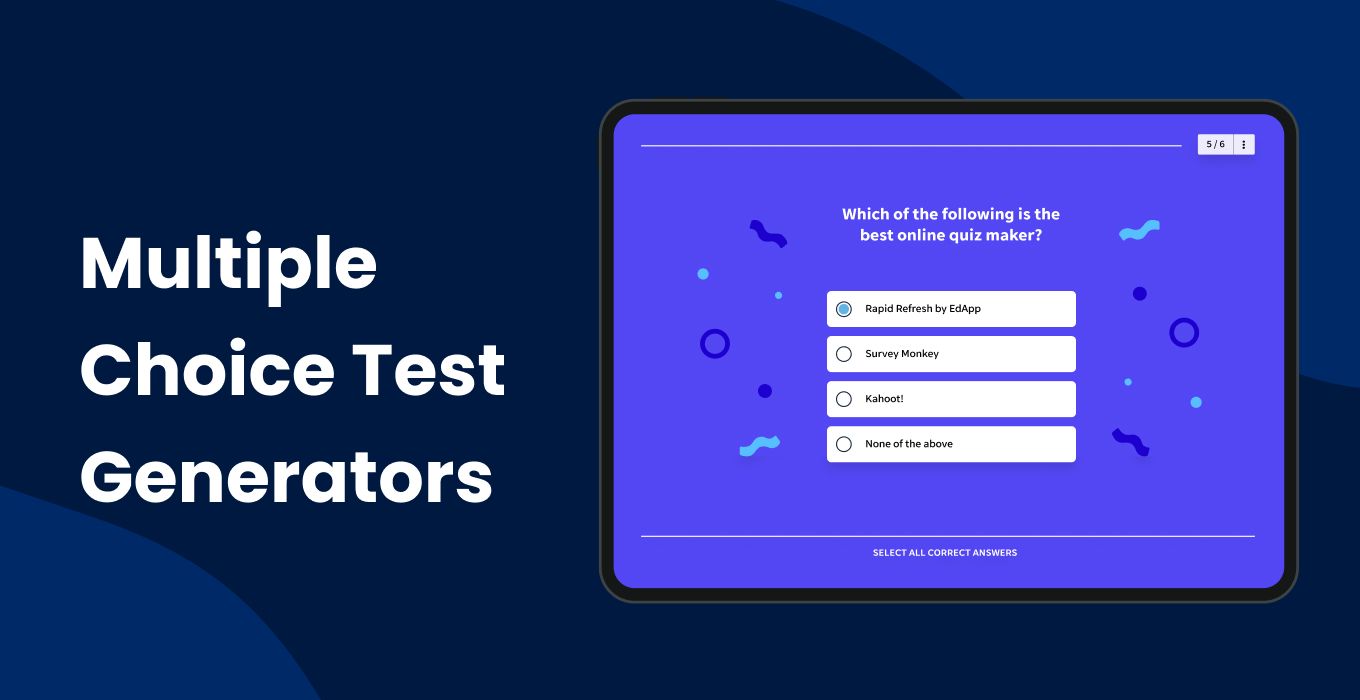 Multiple
Choice Test
Generators
5 / 6
Which of the following is the
best online quiz maker?
Rapid Refresh by EdApp
Survey Monkey
Kahoot!
None of the above
SELECT ALL CORRECT ANSWERS